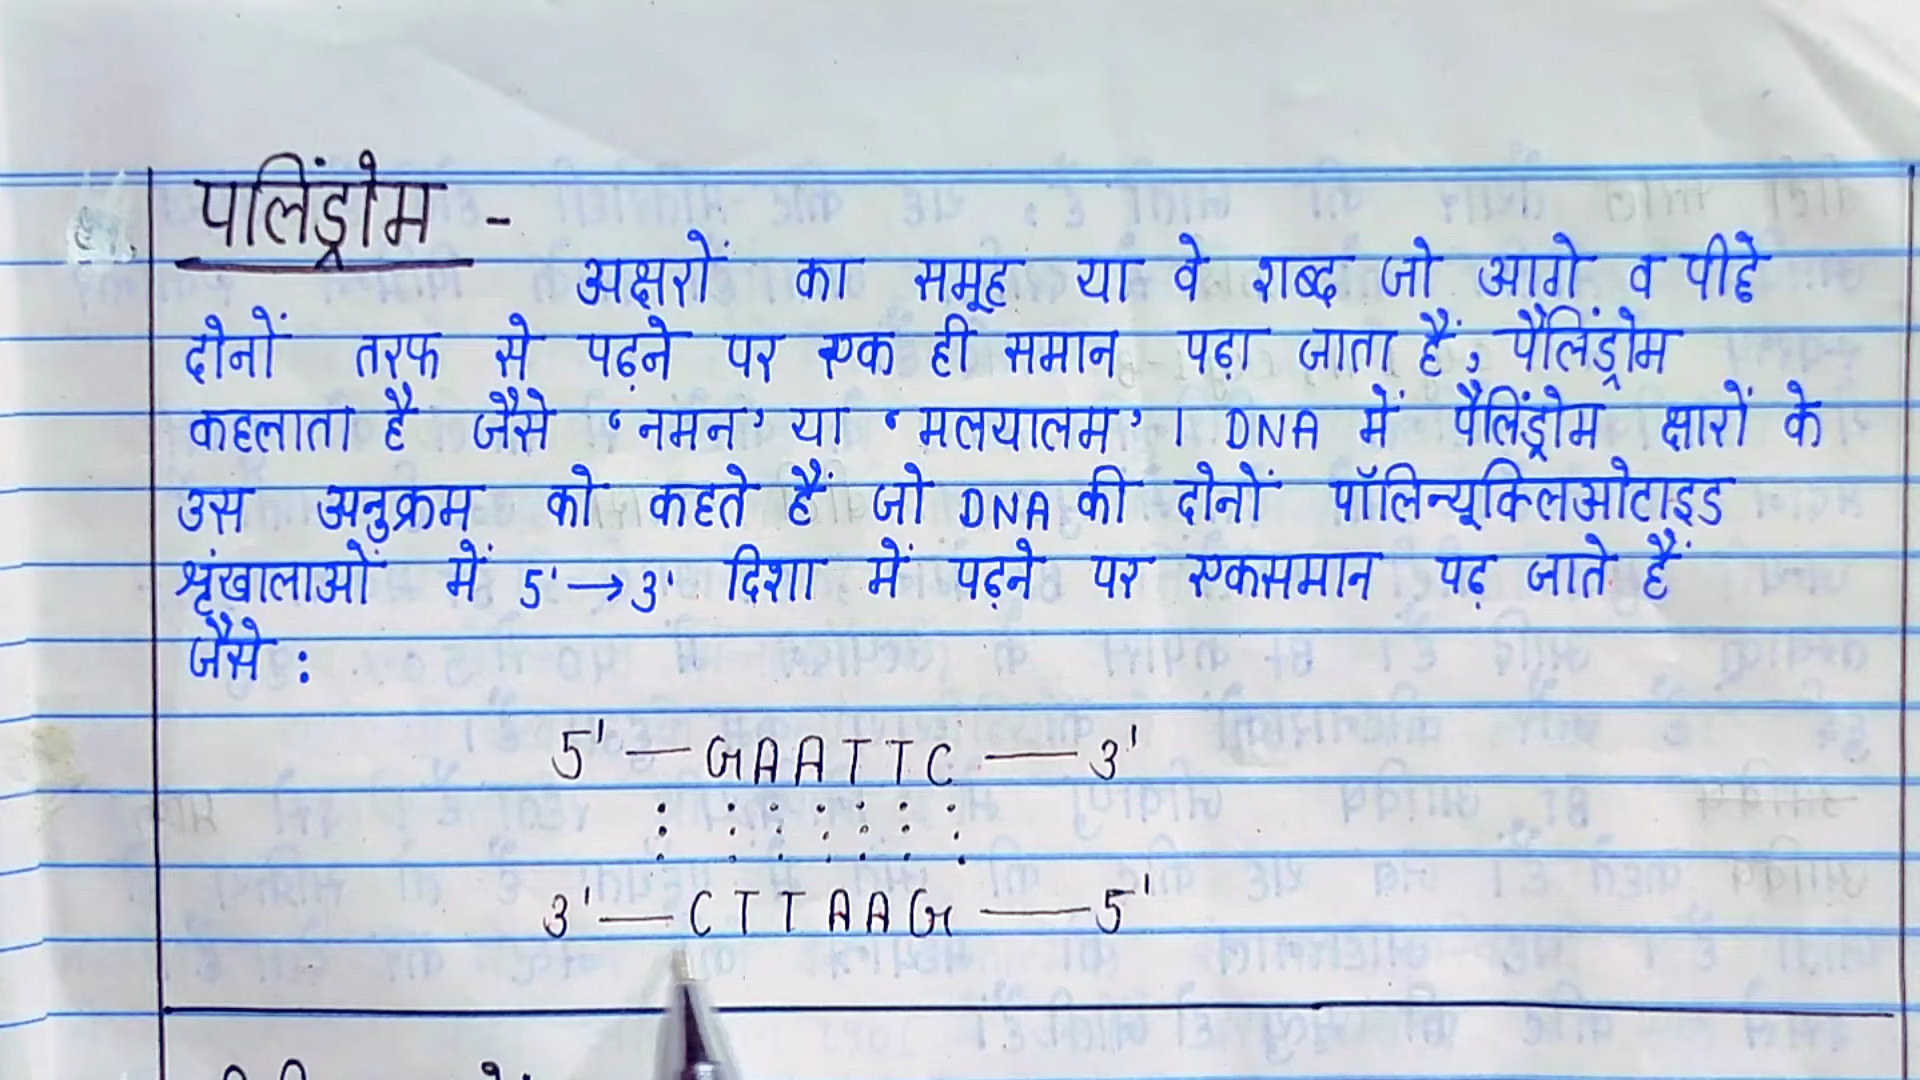 पलिंड्रोम -
अक्षरों का समूह या वे शब्द जो आगे व पीछे
दोनों तरफ से पढ़ने पर एक ही समान पढ़ा जाता हैं, पैलिंड्रोम
कहलाता है जैसे ‘नमन’ या ‘मलयालम’। DNA में पैलिंड्रोम क्षारों के
उस अनुक्रम को कहते हैं जो DNA की दोनों पॉलिन्यूक्लिओटाइड
श्रृंखालाओं में 5' → 3' दिशा में पढ़ने पर एकसमान पढ़ जाते हैं
जैसे :
5' — GAATTC — 3'
3' — CTTAAG — 5'